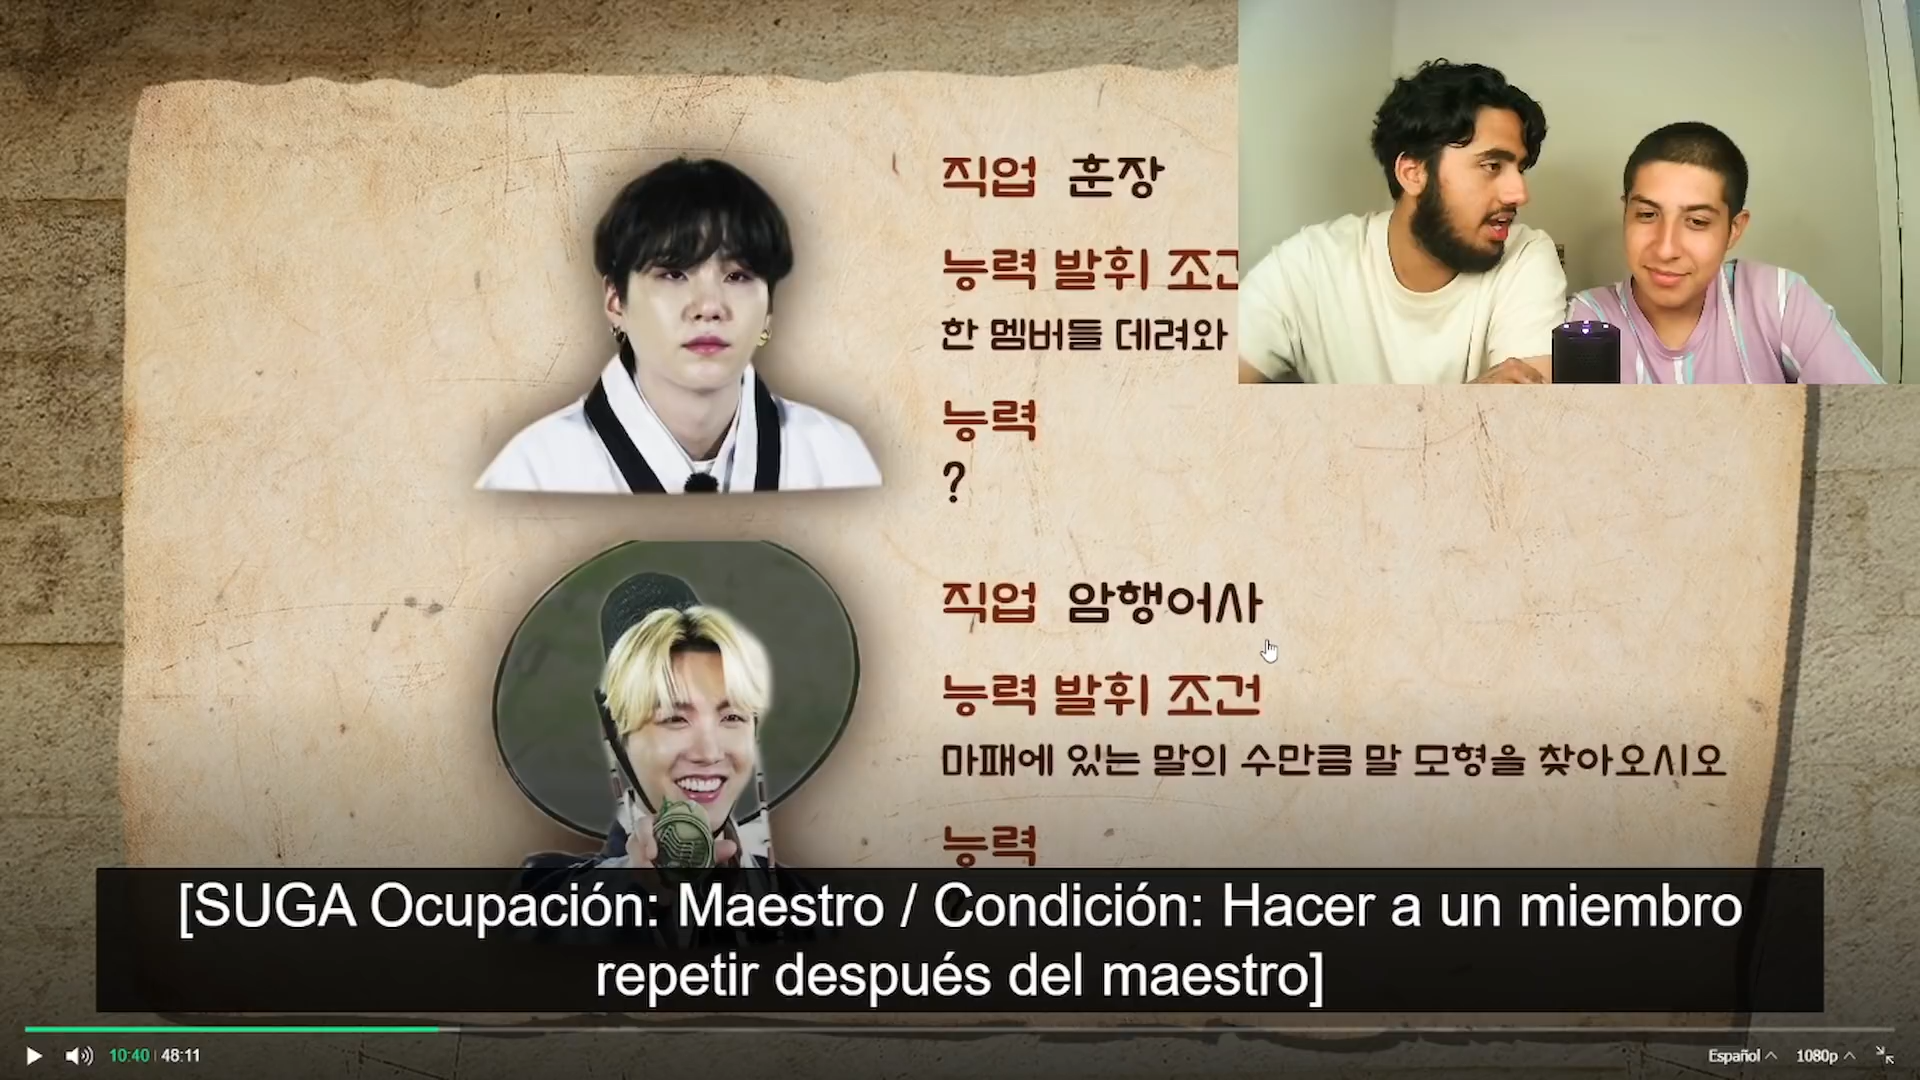 직업 훈장
능력 발휘
한 멤버들 데려와
능력
?
직업 암행어사
능력 발휘 조건
마패에 있는 말의 수만큼 말 모형을 찾아오시오
능력
[SUGA Ocupación: Maestro / Condición: Hacer a un miembro
repetir después del maestro]
10:40 | 48:11
Español
1080p